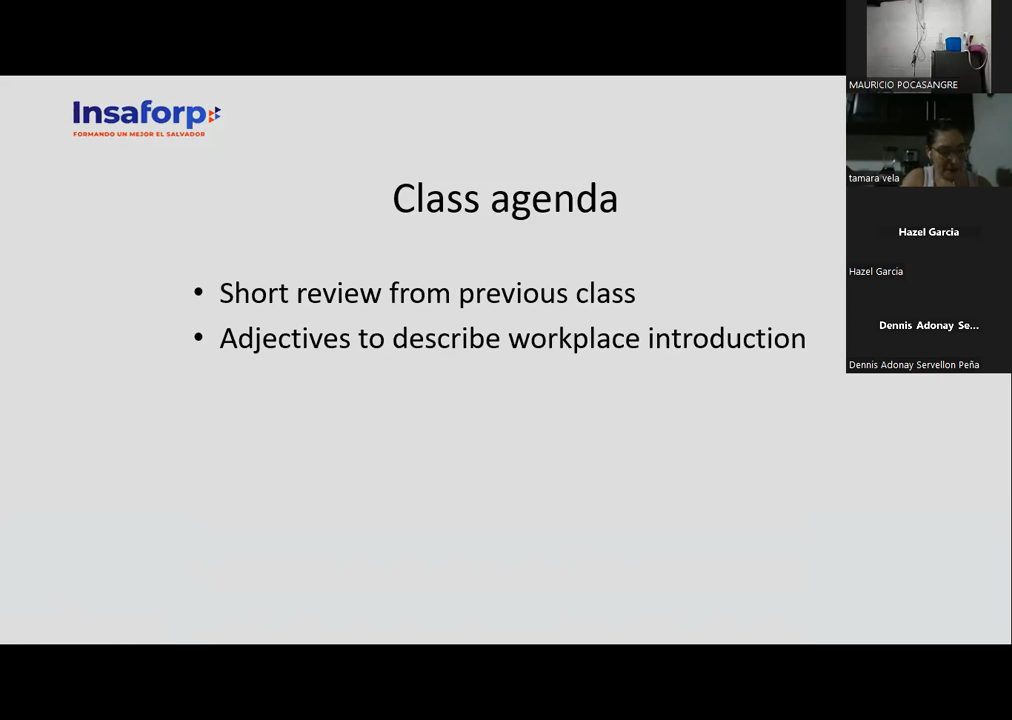 Insaforp
FORMANDO UN MEJOR EL SALVADOR
Class agenda
• Short review from previous class
• Adjectives to describe workplace introduction
MAURICIO POCASANGRE
tamara vela
Hazel Garcia
Hazel Garcia
Dennis Adonay Se...
Dennis Adonay Servellon Peña